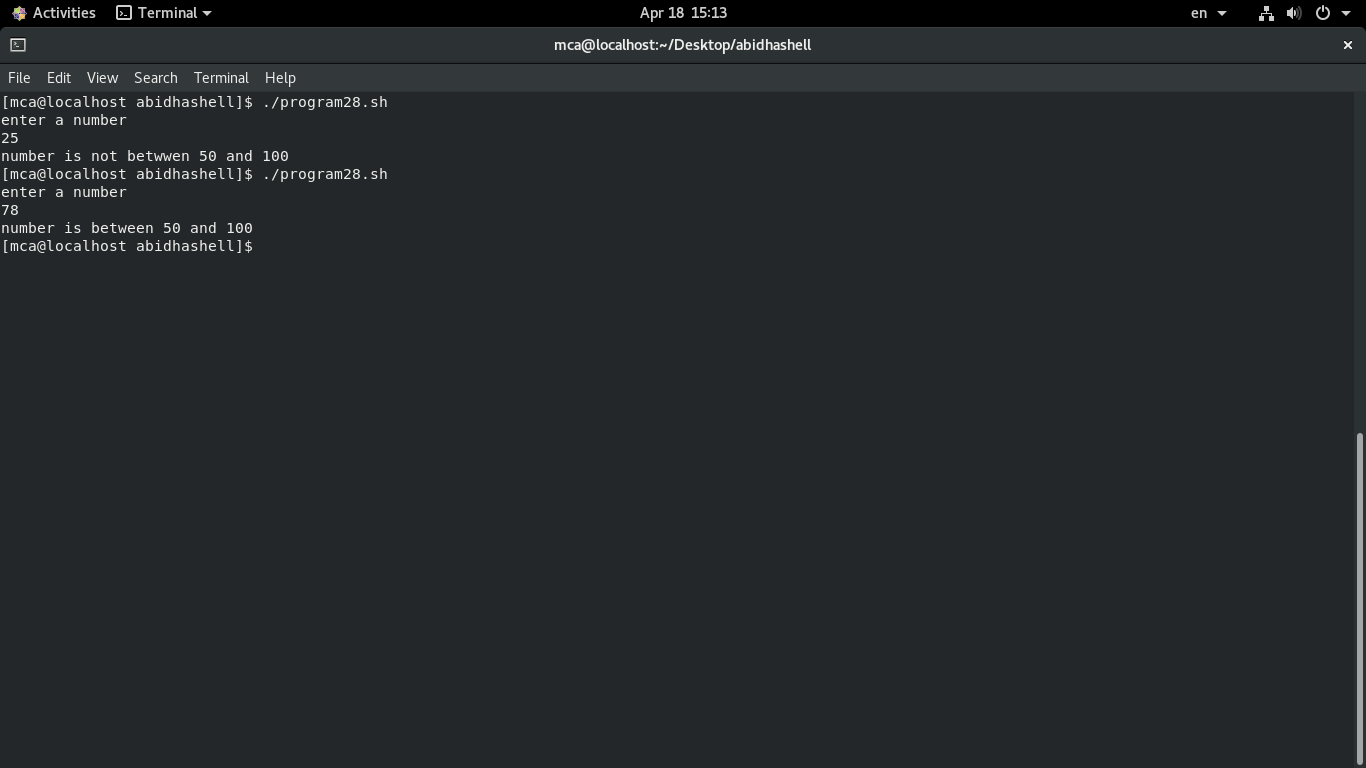 Activities Terminal Apr 18 15:13 en
mca@localhost:~/Desktop/abidhashell
File Edit View Search Terminal Help
[mca@localhost abidhashell]$ ./program28.sh
enter a number
25
number is not betwwen 50 and 100
[mca@localhost abidhashell]$ ./program28.sh
enter a number
78
number is between 50 and 100
[mca@localhost abidhashell]$